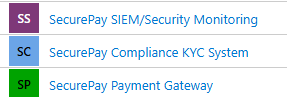 SS SecurePay SIEM/Security Monitoring
SC SecurePay Compliance KYC System
SP SecurePay Payment Gateway